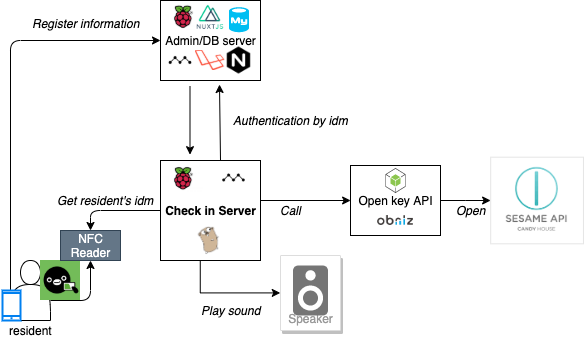 Register information
NUXTJS
My
Admin/DB server
N
Authentication by idm
Get resident's idm
Check in Server
Call
Open key API
obniz
Open
SESAME API
CANDY HOUSE
NFC
Reader
Play sound
Speaker
resident